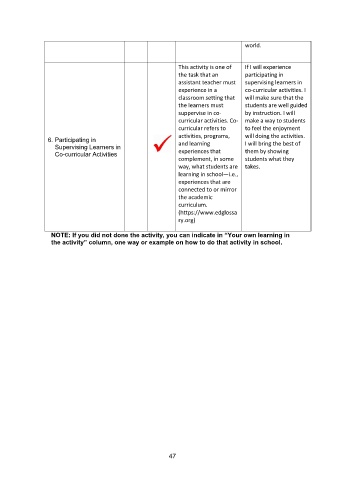 world.
6. Participating in
Supervising Learners in
Co-curricular Activities
This activity is one of
the task that an
assistant teacher must
experience in a
classroom setting that
the learners must
suppervise in co-
curricular activities. Co-
curricular refers to
activities, programs,
and learning
experiences that
complement, in some
way, what students are
learning in school—i.e.,
experiences that are
connected to or mirror
the academic
curriculum.
(https://www.edglossa
ry.org)
If I will experience
participating in
supervising learners in
co-curricular activities. I
will make sure that the
students are well guided
by instruction. I will
make a way to students
to feel the enjoyment
will doing the activities.
I will bring the best of
them by showing
students what they
takes.
NOTE: If you did not done the activity, you can indicate in “Your own learning in
the activity” column, one way or example on how to do that activity in school.
47